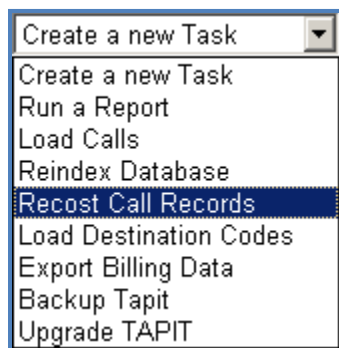 Create a new Task
Create a new Task
Run a Report
Load Calls
Reindex Database
Recost Call Records
Load Destination Codes
Export Billing Data
Backup Tapit
Upgrade TAPIT